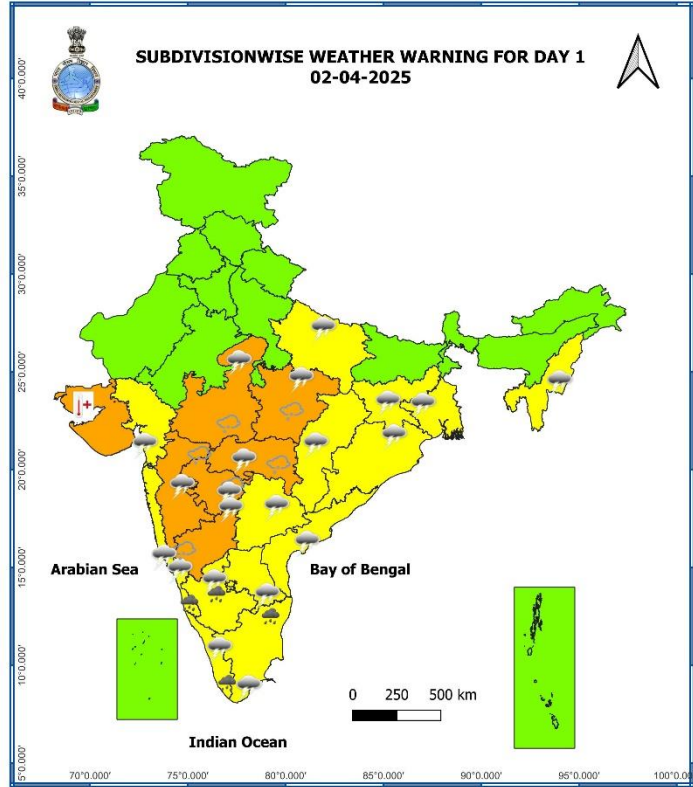 SUBDIVISIONWISE WEATHER WARNING FOR DAY 1
02-04-2025
40°0.000'
35°0.000'
30°0.000'
25°0.000'
20°0.000'
15°0.000'
10°0.000'
5°0.000'
Arabian Sea
Bay of Bengal
0 250 500 km
Indian Ocean
70°0.000' 75°0.000' 80°0.000' 85°0.000' 90°0.000' 95°0.000' 100°0.00